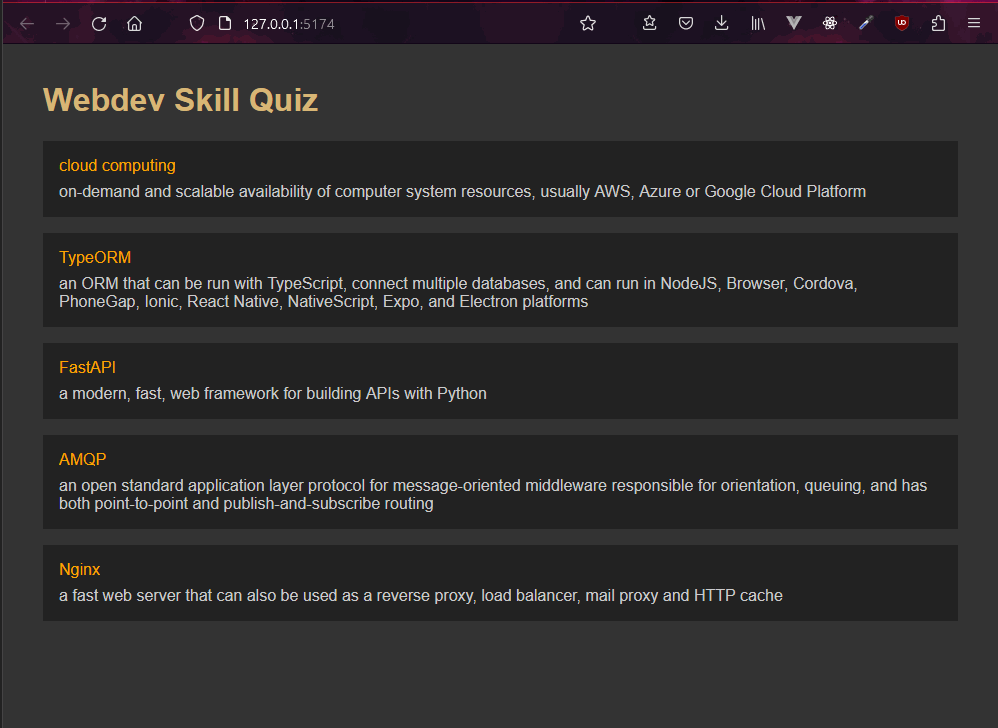 127.0.0.1:5174
UD
Webdev Skill Quiz
cloud computing
on-demand and scalable availability of computer system resources, usually AWS, Azure or Google Cloud Platform
TypeORM
an ORM that can be run with TypeScript, connect multiple databases, and can run in NodeJS, Browser, Cordova,
PhoneGap, Ionic, React Native, NativeScript, Expo, and Electron platforms
FastAPI
a modern, fast, web framework for building APIs with Python
AMQP
an open standard application layer protocol for message-oriented middleware responsible for orientation, queuing, and has
both point-to-point and publish-and-subscribe routing
Nginx
a fast web server that can also be used as a reverse proxy, load balancer, mail proxy and HTTP cache